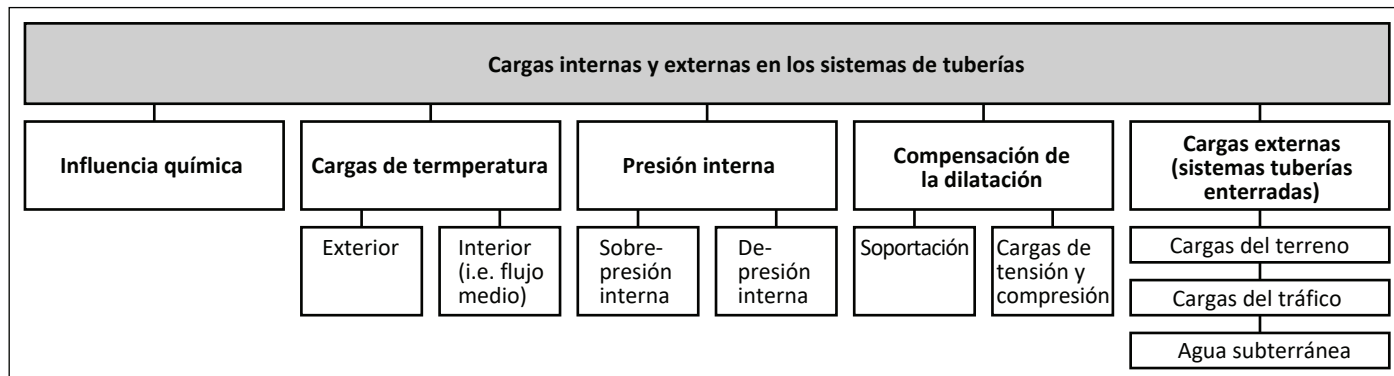 Cargas internas y externas en los sistemas de tuberías
Influencia química
Cargas de termperatura
Presión interna
Compensación de
la dilatación
Cargas externas
(sistemas tuberías
enterradas)
Exterior
Interior
(i.e. flujo
medio)
Sobre-
presión
interna
De-
presión
interna
Soportación
Cargas de
tensión y
compresión
Cargas del terreno
Cargas del tráfico
Agua subterránea